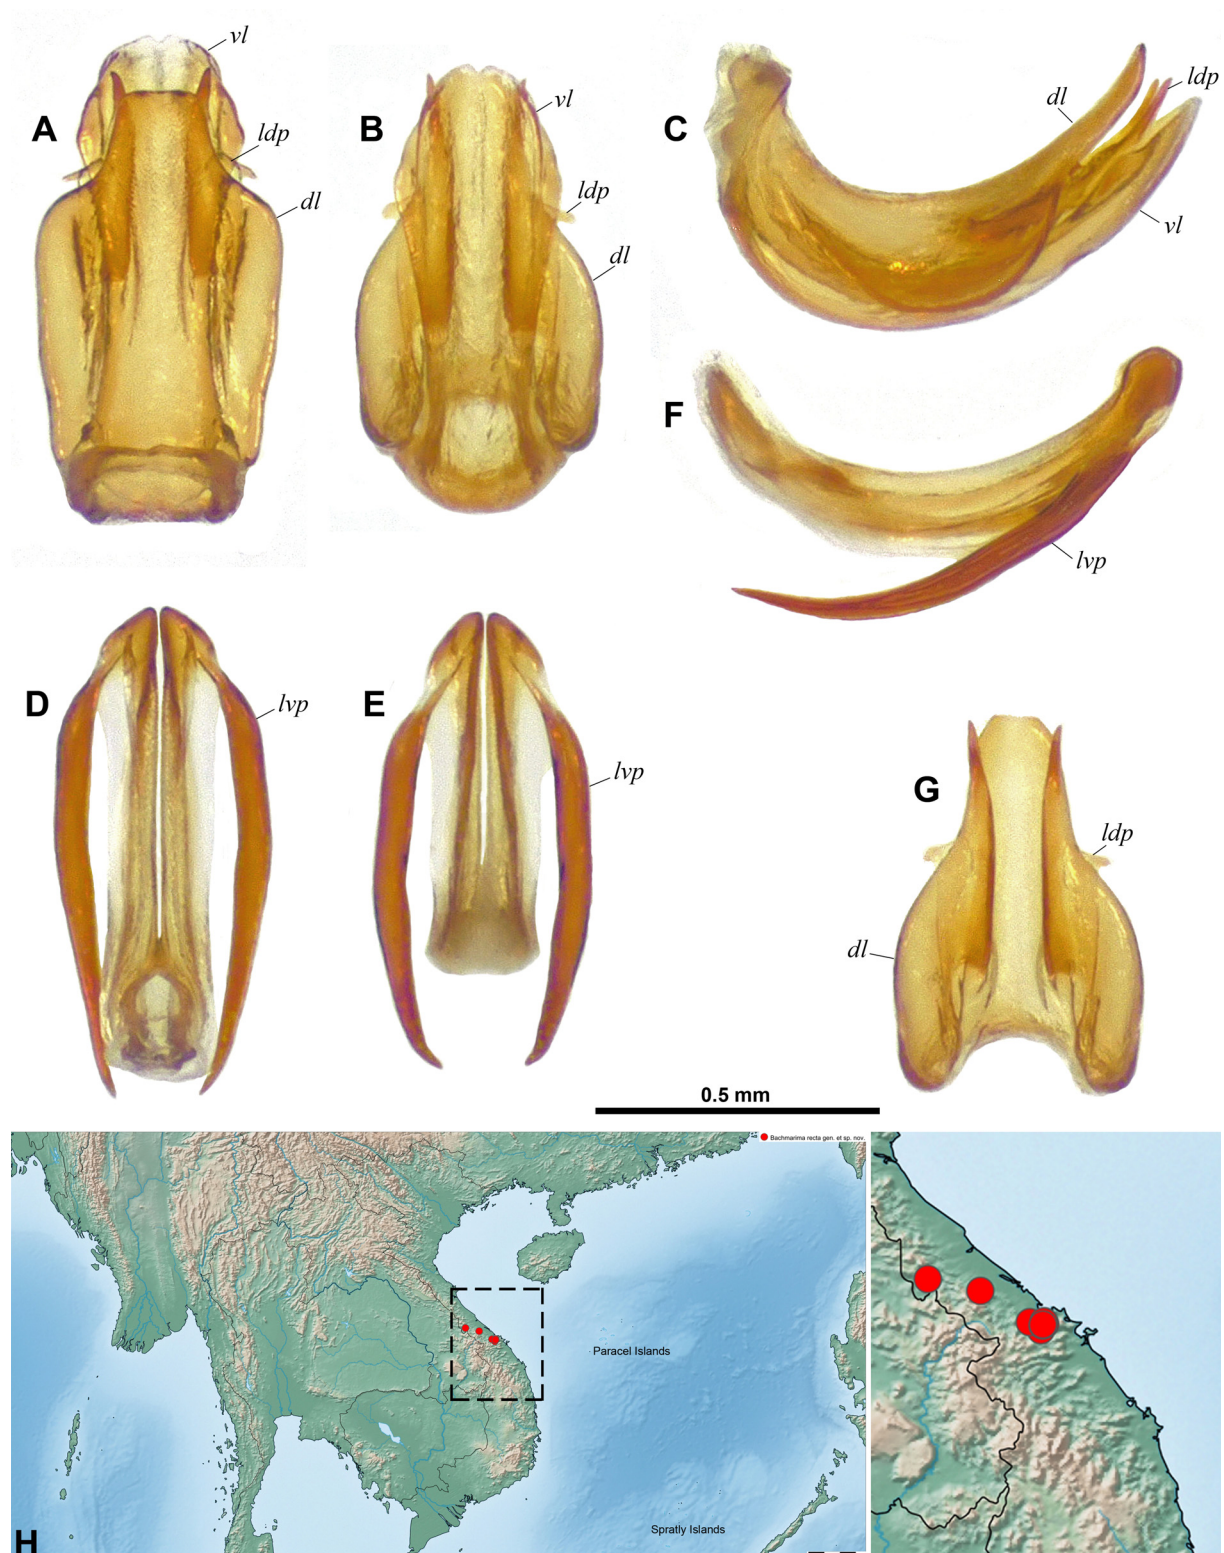 A
vl
ldp
dl
B
vl
ldp
dl
C
dl
ldp
vl
F
lvp
D
lvp
E
lvp
G
ldp
dl
0.5 mm
Bachmarima recta gen. et sp. nov.
Paracel Islands
Spratly Islands
H